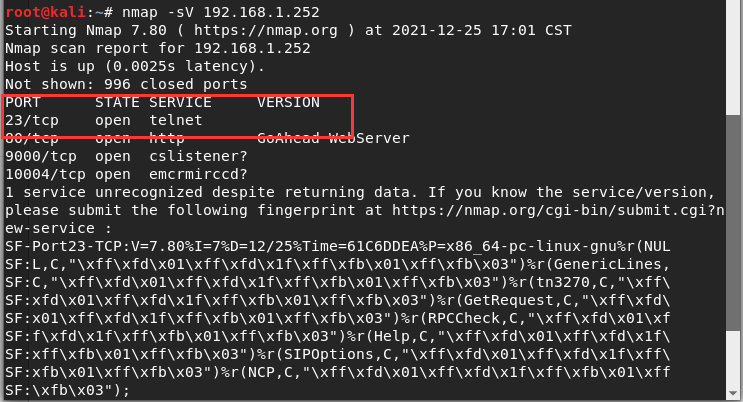 root@kali:~# nmap -sV 192.168.1.252
Starting Nmap 7.80 ( https://nmap.org ) at 2021-12-25 17:01 CST
Nmap scan report for 192.168.1.252
Host is up (0.0025s latency).
Not shown: 996 closed ports
PORT      STATE SERVICE     VERSION
23/tcp    open  telnet
80/tcp    open  http        GoAhead WebServer
9000/tcp  open  cslistener?
10004/tcp open  emcrmirccd?
1 service unrecognized despite returning data. If you know the service/version,
please submit the following fingerprint at https://nmap.org/cgi-bin/submit.cgi?n
ew-service :
SF-Port23-TCP:V=7.80%I=7%D=12/25%Time=61C6DDEA%P=x86_64-pc-linux-gnu%r(NUL
SF:L,C,"\xff\xfd\x01\xff\xfd\x1f\xff\xfb\x01\xff\xfb\x03")%r(GenericLines,
SF:C,"\xff\xfd\x01\xff\xfd\x1f\xff\xfb\x01\xff\xfb\x03")%r(tn3270,C,"\xff\
SF:xfd\x01\xff\xfd\x1f\xff\xfb\x01\xff\xfb\x03")%r(GetRequest,C,"\xff\xfd\
SF:x01\xff\xfd\x1f\xff\xfb\x01\xff\xfb\x03")%r(RPCCheck,C,"\xff\xfd\x01\xf
SF:f\xfd\x1f\xff\xfb\x01\xff\xfb\x03")%r(Help,C,"\xff\xfd\x01\xff\xfd\x1f\
SF:xff\xfb\x01\xff\xfb\x03")%r(SIPOptions,C,"\xff\xfd\x01\xff\xfd\x1f\xff\
SF:xfb\x01\xff\xfb\x03")%r(NCP,C,"\xff\xfd\x01\xff\xfd\x1f\xff\xfb\x01\xff
SF:\xfb\x03");